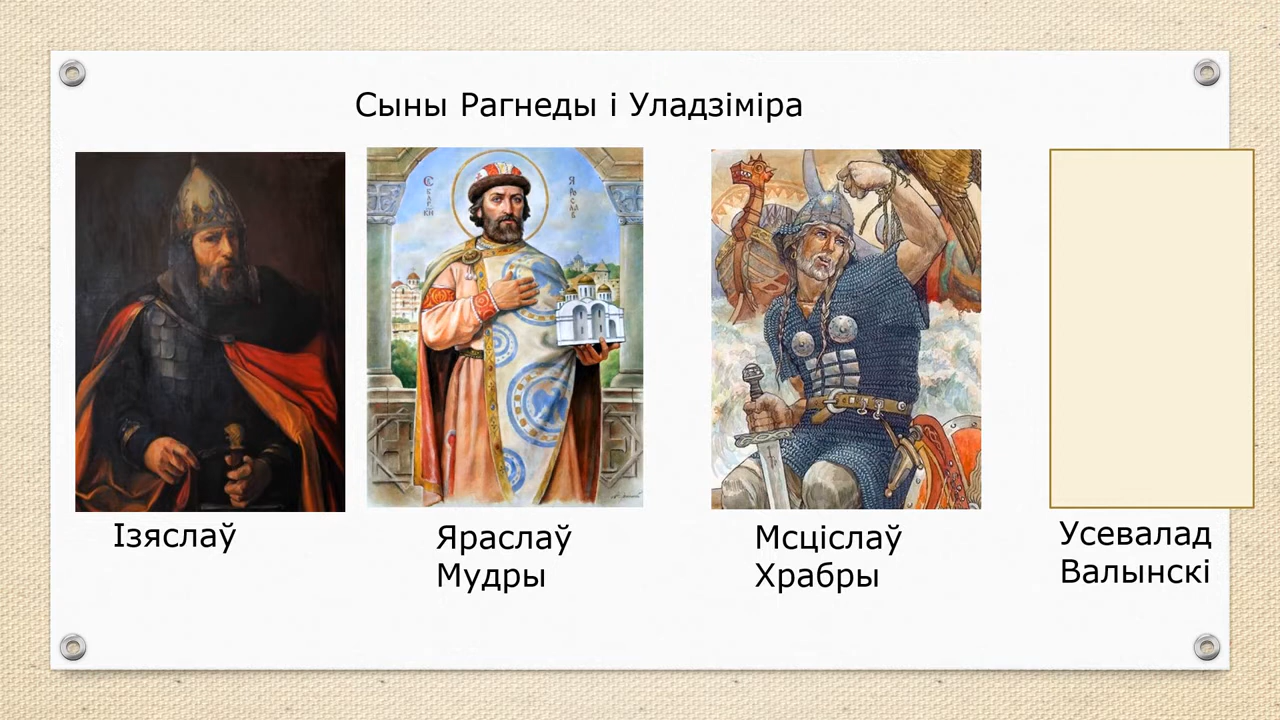 Сыны Рагнеды і Уладзіміра
Ізяслаў
Яраслаў
Мудры
Мсціслаў
Храбры
Усевалад
Валынскі